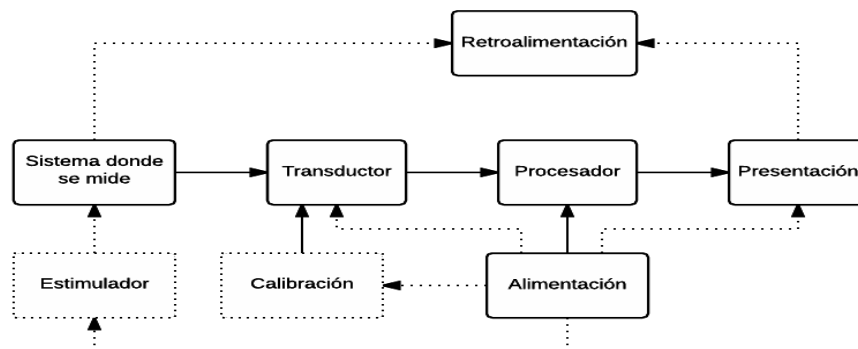 Retroalimentación
Sistema donde
se mide
Transductor
Procesador
Presentación
Estimulador
Calibración
Alimentación